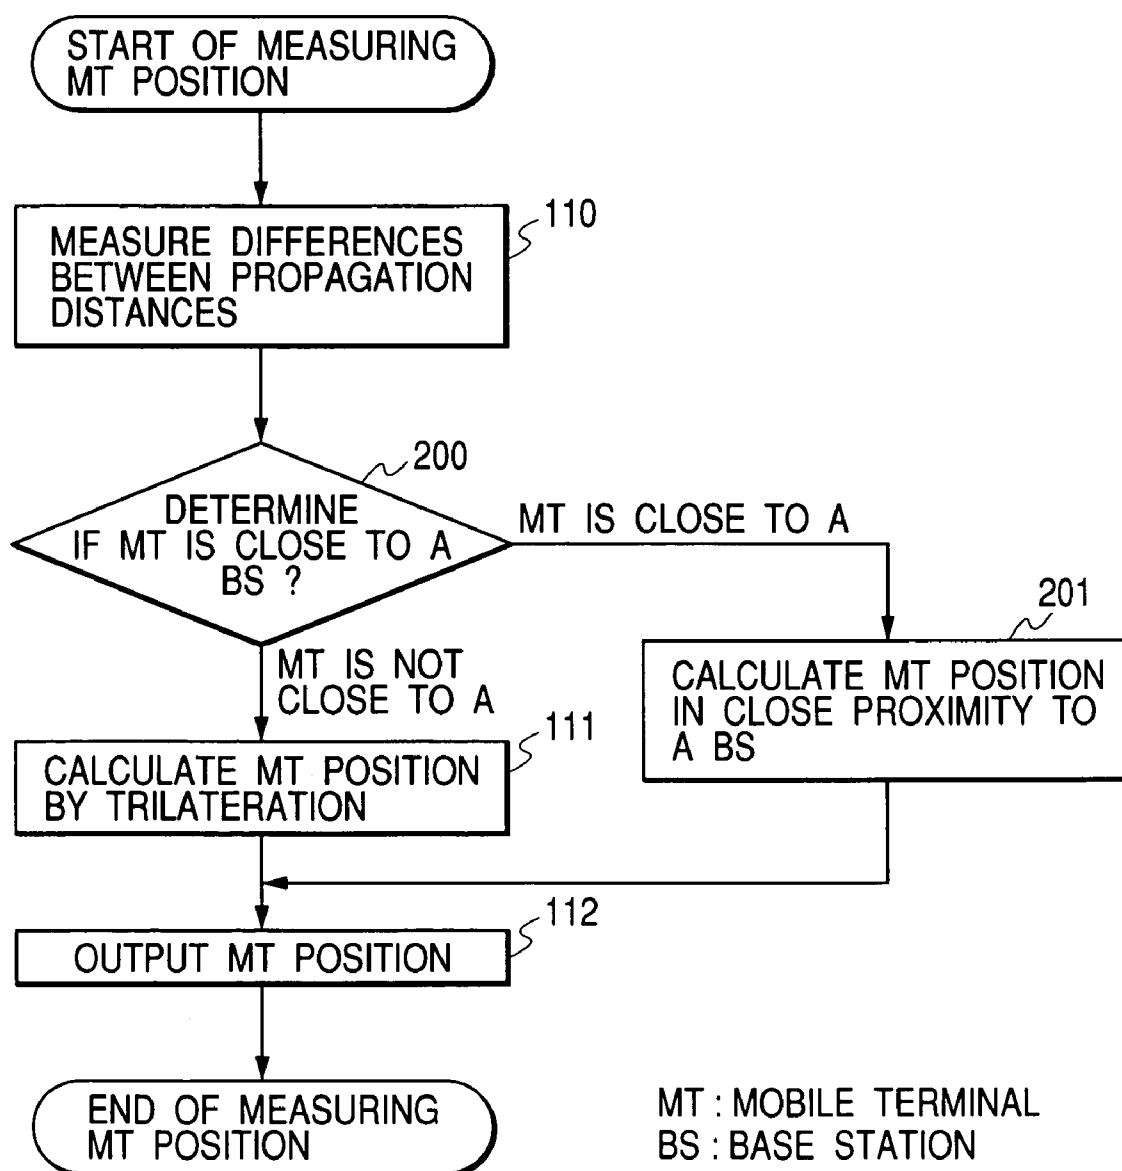 START OF MEASURING
MT POSITION
110
MEASURE DIFFERENCES
BETWEEN PROPAGATION
DISTANCES
200
DETERMINE
IF MT IS CLOSE TO A
BS ?
MT IS CLOSE TO A
201
MT IS NOT
CLOSE TO A
CALCULATE MT POSITION
IN CLOSE PROXIMITY TO
A BS
111
CALCULATE MT POSITION
BY TRILATERATION
112
OUTPUT MT POSITION
END OF MEASURING
MT POSITION
MT : MOBILE TERMINAL
BS : BASE STATION